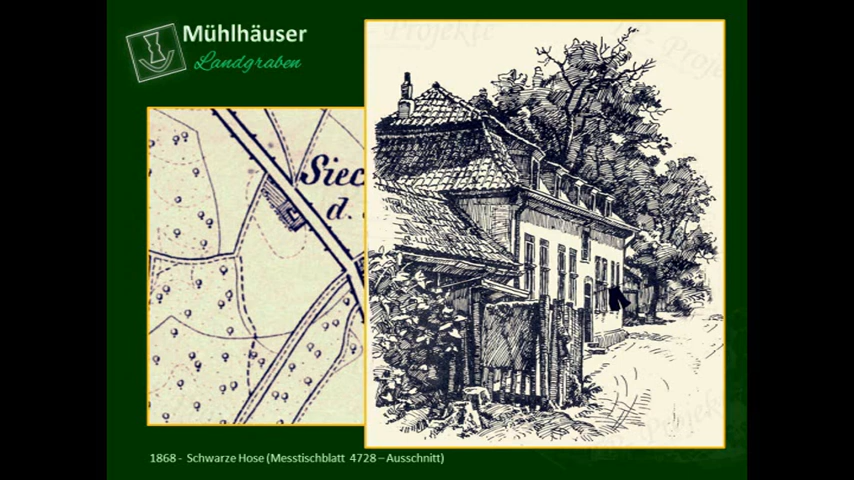 Mühlhäuser
Landgraben
Siec
d.
1868 - Schwarze Hose (Messtischblatt 4728 – Ausschnitt)